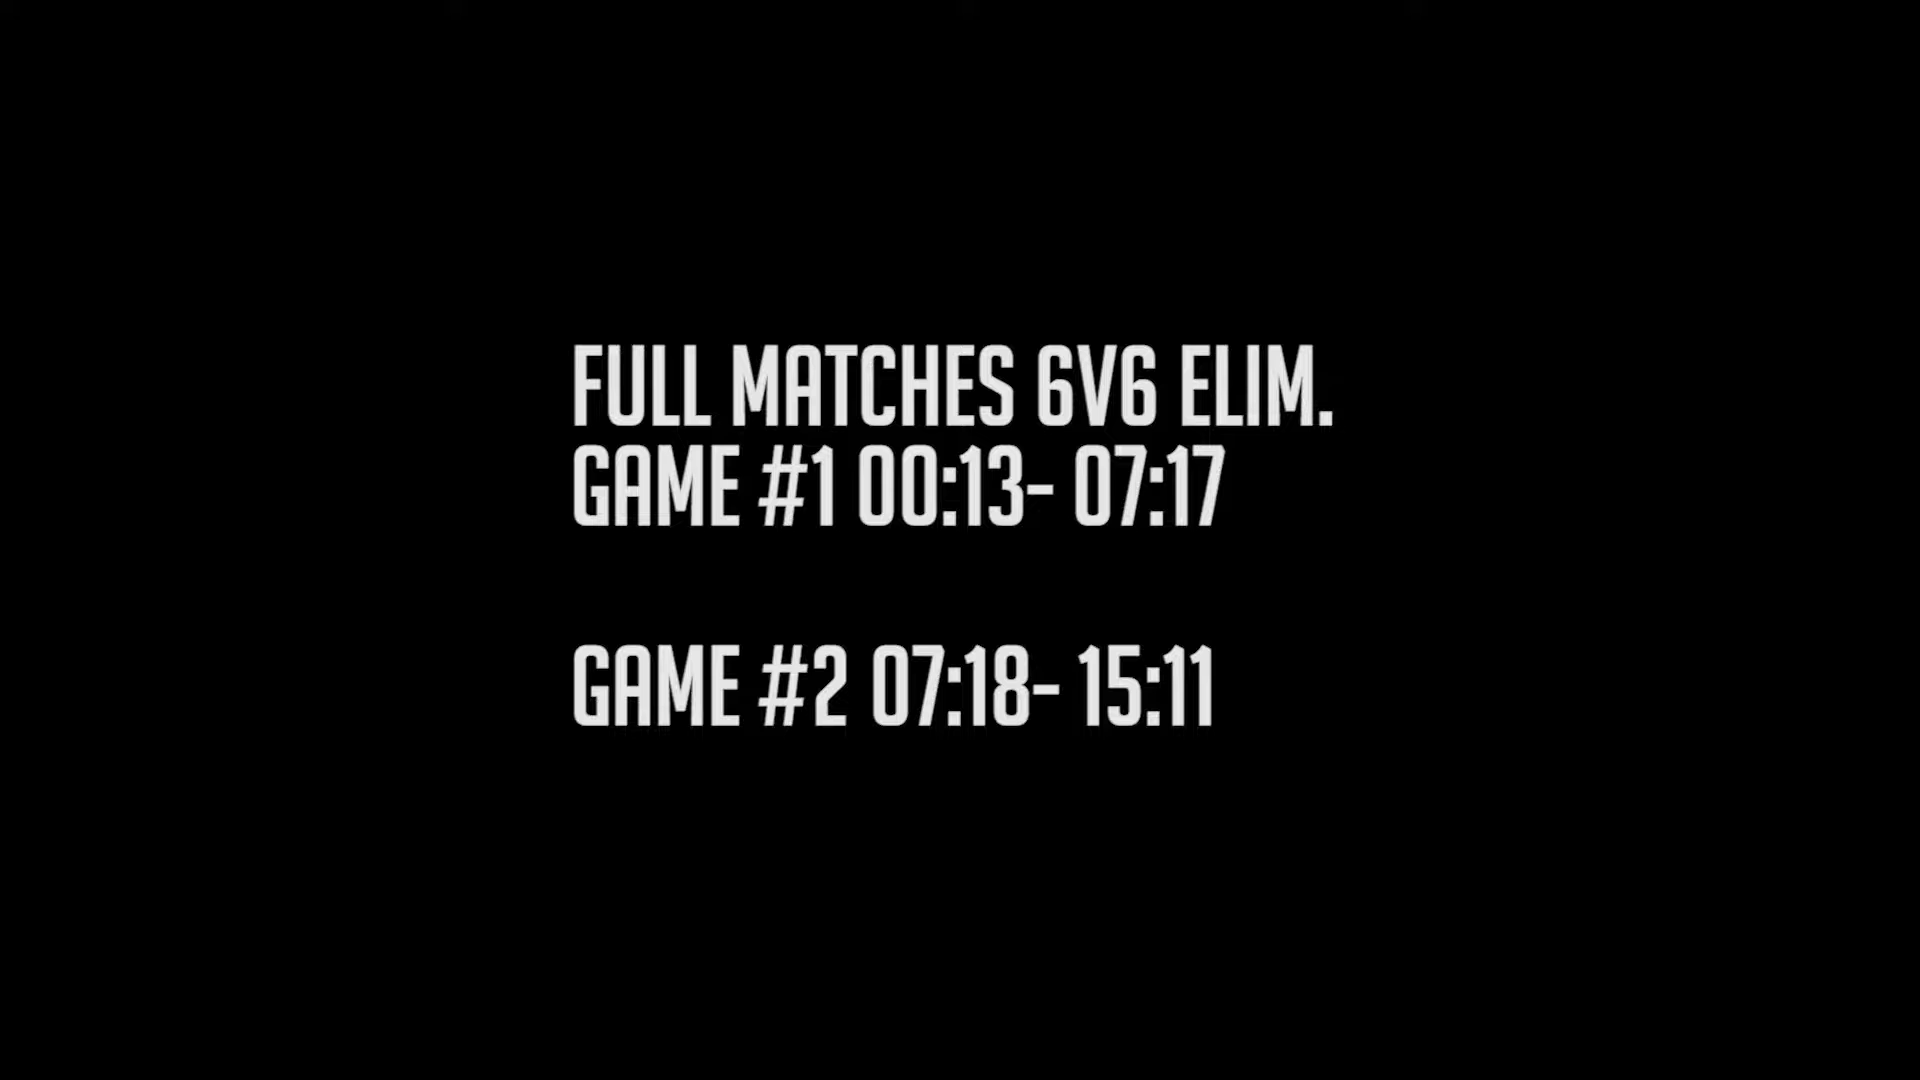 FULL MATCHES 6V6 ELIM.
GAME #1 00:13- 07:17
GAME #2 07:18- 15:11